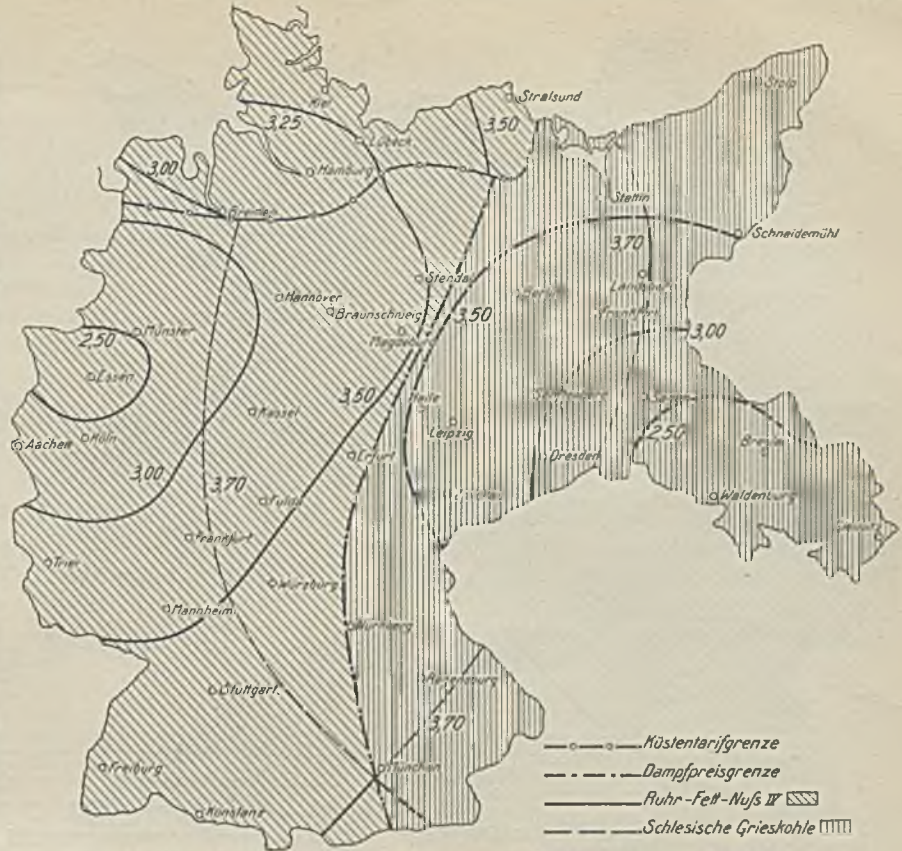 Stolp
Stralsund
Kiel
3,25
3,50
Lübeck
3,00
Hamburg
Stettin
Bremen
Schneidemühl
3,70
Stendal
Hannover
Braunschweig
3,50
Frankfurt
Magdeburg
3,00
2,50
Münster
Essen
Halle
3,50
Kassel
Leipzig
2,50
Köln
Aachen
Erfurt
Dresden
3,00
3,70
Waldenburg
Fulda
Frankfurt
Trier
Würzburg
Mannheim
Nürnberg
Regensburg
Stuttgart.
3,70
Küstentarifgrenze
Freiburg
München
Dampfpreisgrenze
Ruhr-Fett-Nuß IV
Konstanz
Schlesische Grieskohle